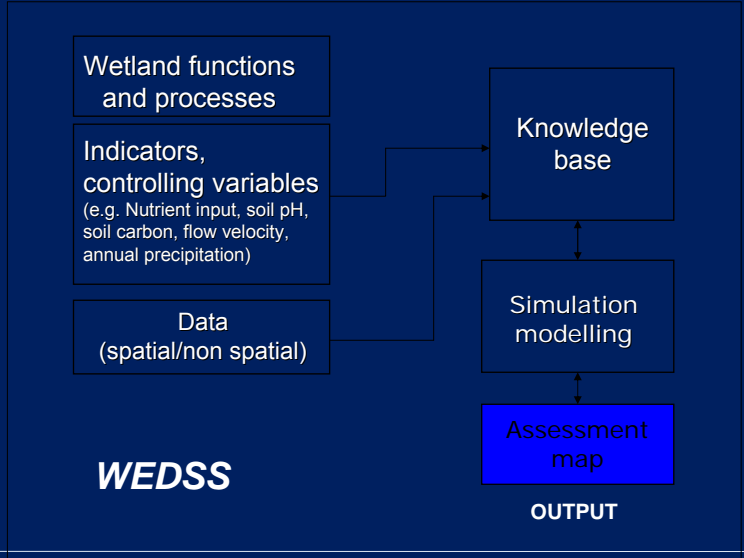 Wetland functions
and processes
Indicators,
controlling variables
(e.g. Nutrient input, soil pH,
soil carbon, flow velocity,
annual precipitation)
Data
(spatial/non spatial)
Knowledge
base
Simulation
modelling
Assessment
map
OUTPUT
WEDSS